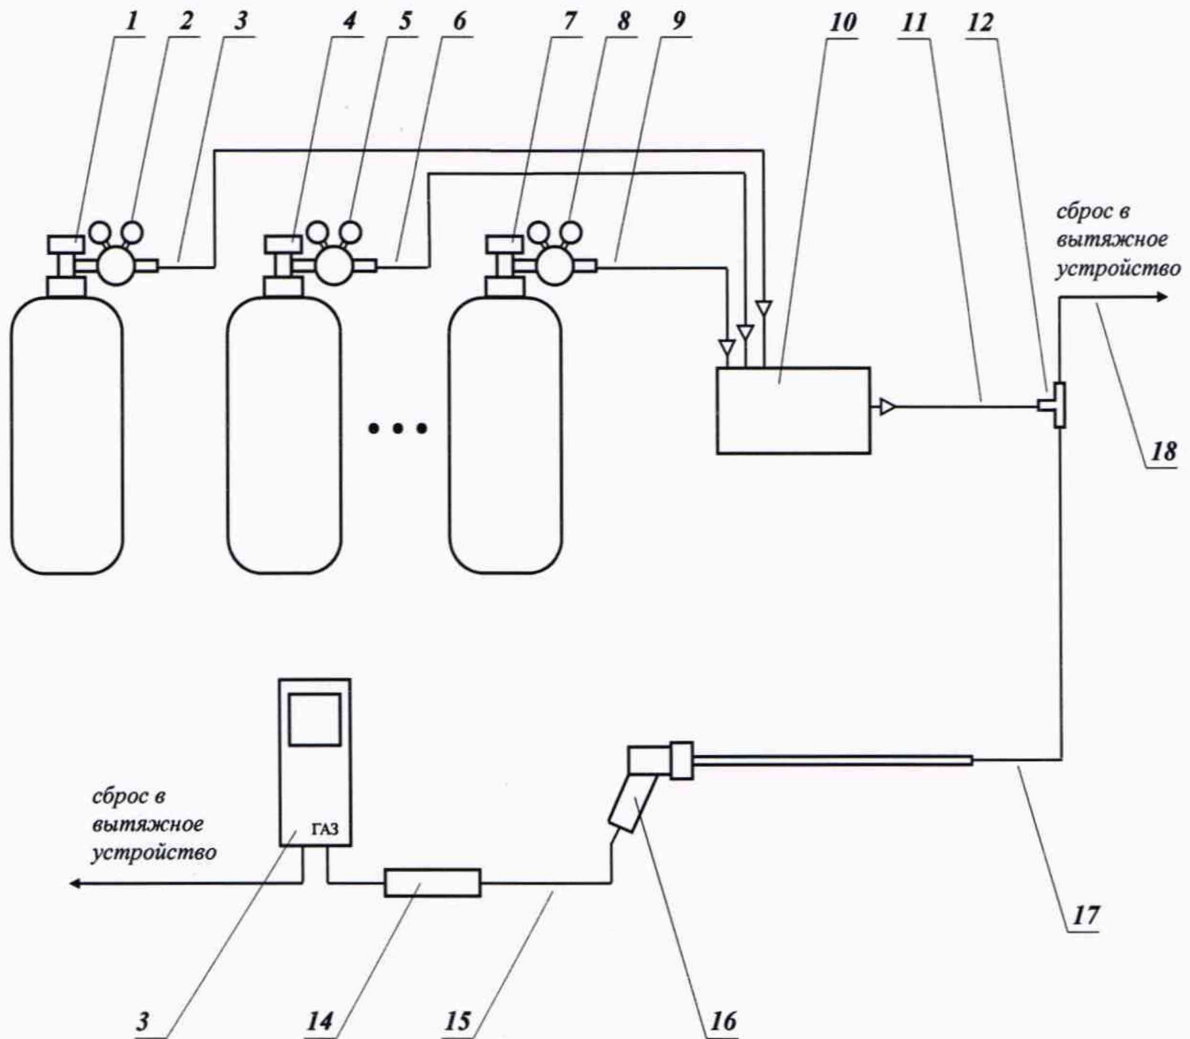 1 2 3 4 5 6 7 8 9 10 11 12
сброс в
вытяжное
устройство
18
сброс в
вытяжное
устройство
ГАЗ
17
3 14 15 16